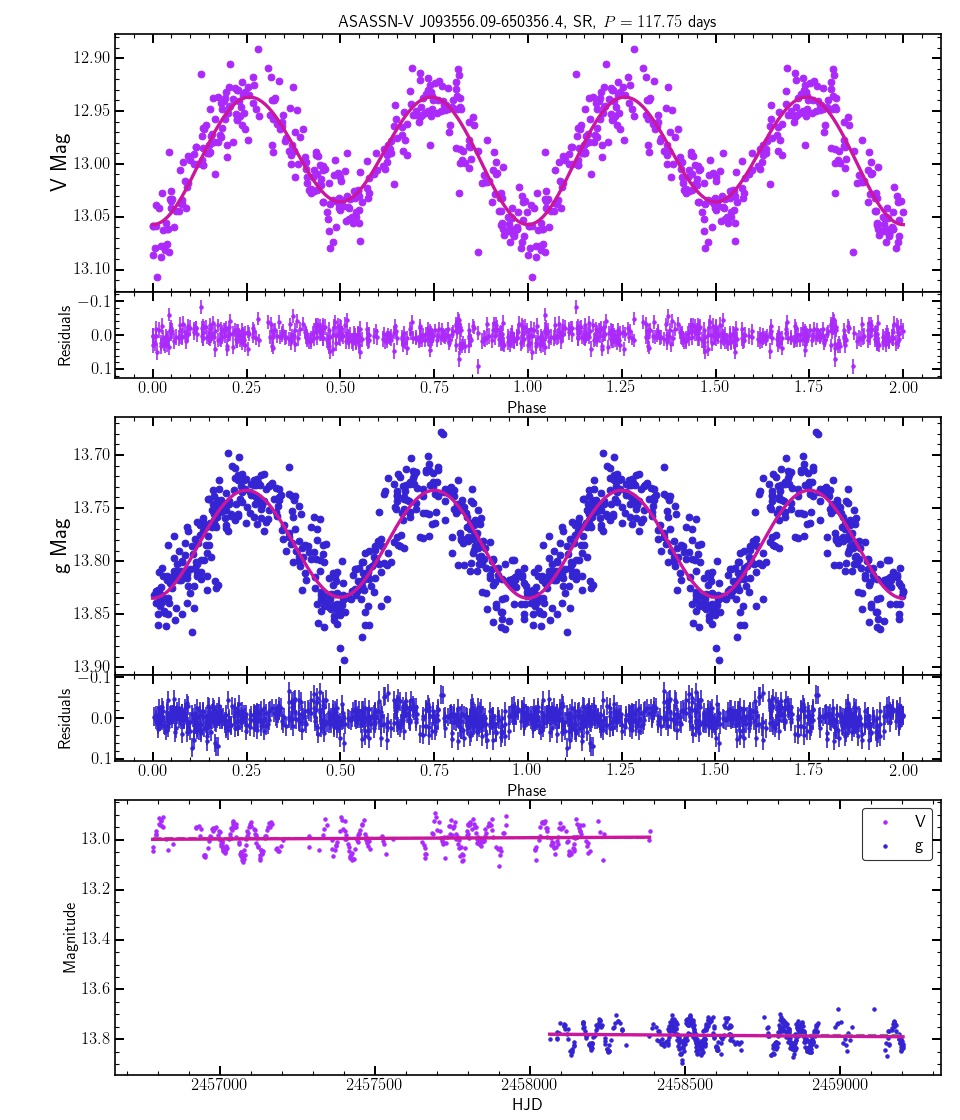 ASASSN-V J093556.09-650356.4, SR, P = 117.75 days
12.90
12.95
13.00
13.05
13.10
V Mag
−0.1
0.0
0.1
Residuals
0.00 0.25 0.50 0.75 1.00 1.25 1.50 1.75 2.00
Phase
13.70
13.75
13.80
13.85
13.90
g Mag
−0.1
0.0
0.1
Residuals
0.00 0.25 0.50 0.75 1.00 1.25 1.50 1.75 2.00
Phase
V
g
13.0
13.2
13.4
13.6
13.8
Magnitude
2457000 2457500 2458000 2458500 2459000
HJD